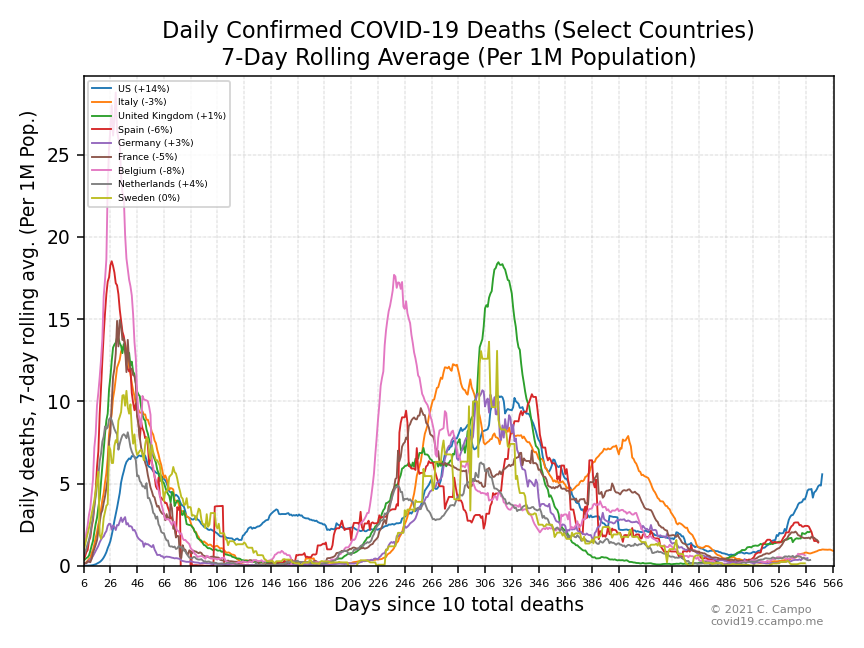 Daily Confirmed COVID-19 Deaths (Select Countries)
7-Day Rolling Average (Per 1M Population)
Daily deaths, 7-day rolling avg. (Per 1M Pop.)
25
20
15
10
5
0
US (+14%)
Italy (-3%)
United Kingdom (+1%)
Spain (-6%)
Germany (+3%)
France (-5%)
Belgium (-8%)
Netherlands (+4%)
Sweden (0%)
6 26 46 66 86 106 126 146 166 186 206 226 246 266 286 306 326 346 366 386 406 426 446 466 486 506 526 546 566
Days since 10 total deaths
© 2021 C. Campo
covid19.ccampo.me